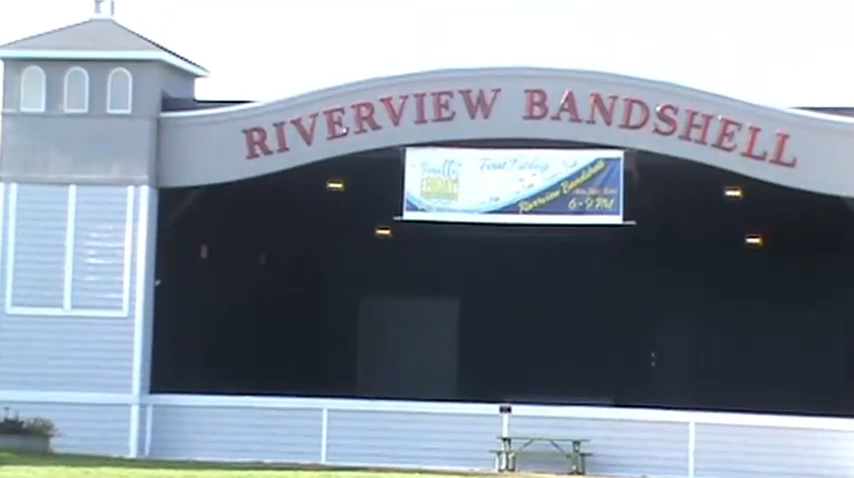 RIVERVIEW BANDSHELL
First Friday
Riverview Bandshell
6-9 PM